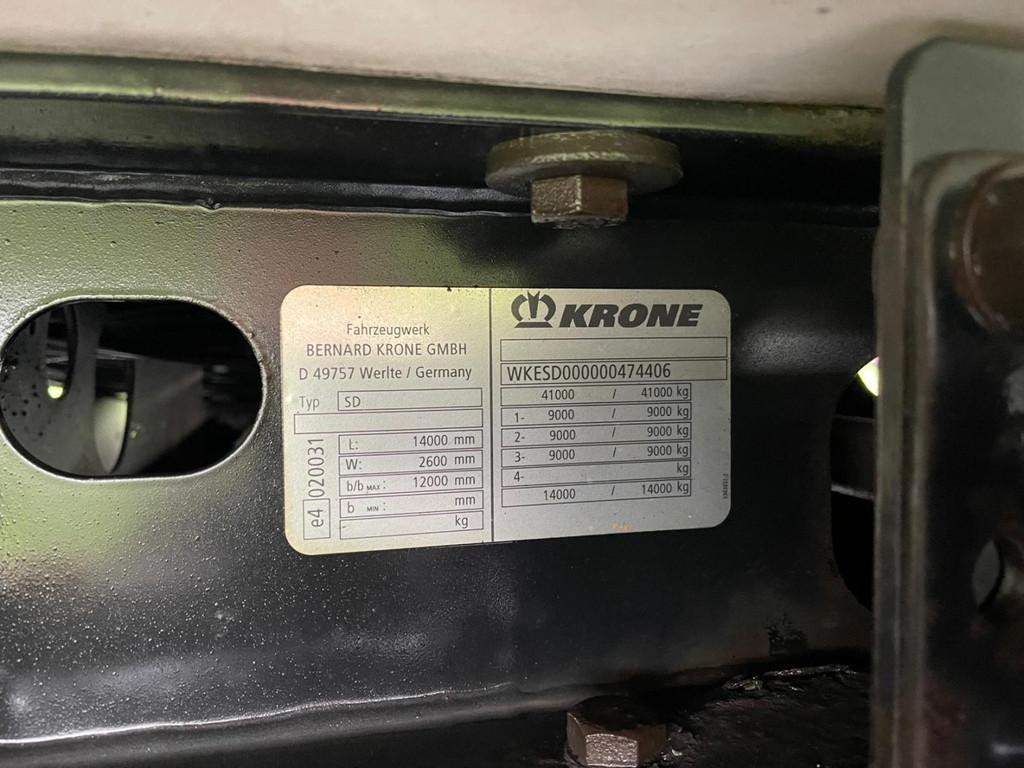 Fahrzeugwerk
BERNARD KRONE GMBH
D 49757 Werlte / Germany
Typ SD
e4 020031
L: 14000 mm
W: 2600 mm
b/b MAX : 12000 mm
b MIN : mm
- kg
KRONE
WKESD000000474406
41000 / 41000 kg
1- 9000 / 9000 kg
2- 9000 / 9000 kg
3- 9000 / 9000 kg
4- kg
14000 / 14000 kg